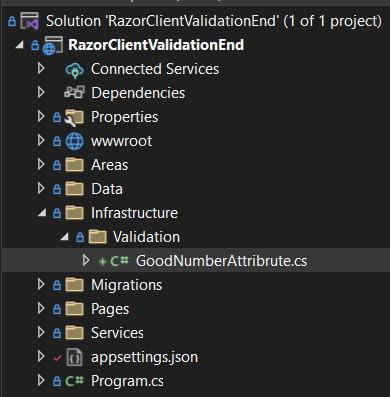 Solution 'RazorClientValidationEnd' (1 of 1 project)
RazorClientValidationEnd
Connected Services
Dependencies
Properties
wwwroot
Areas
Data
Infrastructure
Validation
+ C# GoodNumberAttribrute.cs
Migrations
Pages
Services
appsettings.json
C# Program.cs